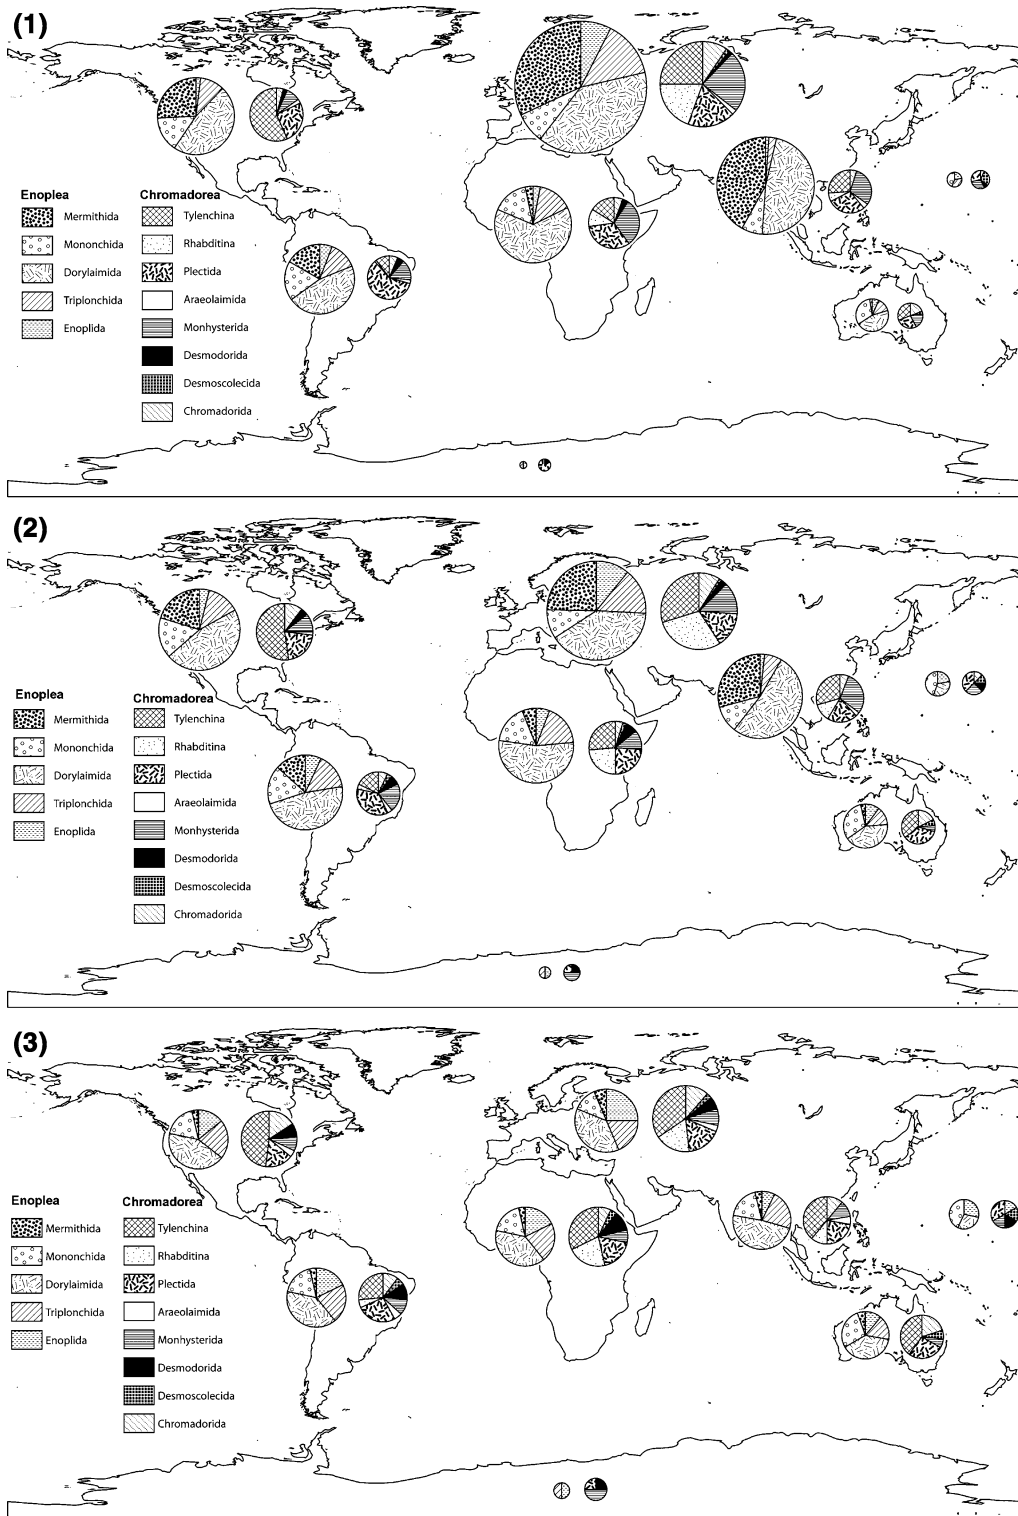 (1)
Enoplea
Mermithida
Mononchida
Dorylaimida
Triplonchida
Enoplida
Chromadorea
Tylenchina
Rhabditina
Plectida
Araeolaimida
Monhysterida
Desmodorida
Desmoscolecida
Chromadorida
(2)
Enoplea
Mermithida
Mononchida
Dorylaimida
Triplonchida
Enoplida
Chromadorea
Tylenchina
Rhabditina
Plectida
Araeolaimida
Monhysterida
Desmodorida
Desmoscolecida
Chromadorida
(3)
Enoplea
Mermithida
Mononchida
Dorylaimida
Triplonchida
Enoplida
Chromadorea
Tylenchina
Rhabditina
Plectida
Araeolaimida
Monhysterida
Desmodorida
Desmoscolecida
Chromadorida